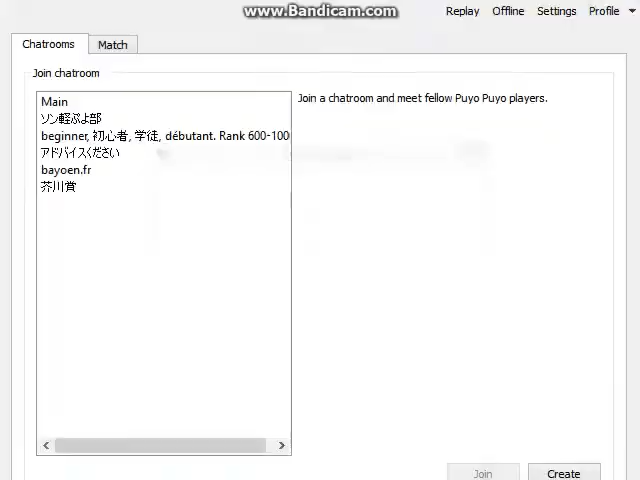 www.Bandicam.com
Replay Offline Settings Profile
Chatrooms Match
Join chatroom
Main
Join a chatroom and meet fellow Puyo Puyo players.
ソン軽ぷよ部
beginner, 初心者, 学徒, débutant. Rank 600-100
アドバイスください
bayoen.fr
芥川賞
Join Create